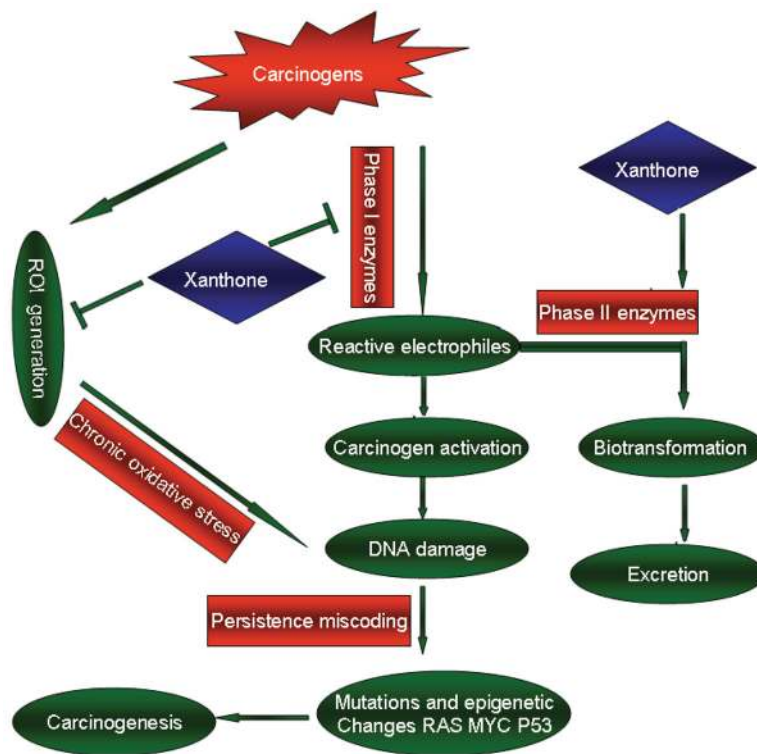 Carcinogens
Phase I enzymes
Xanthone
Xanthone
ROI generation
Phase II enzymes
Reactive electrophiles
Chronic oxidative stress
Carcinogen activation
Biotransformation
DNA damage
Excretion
Persistence miscoding
Mutations and epigenetic
Changes RAS MYC P53
Carcinogenesis